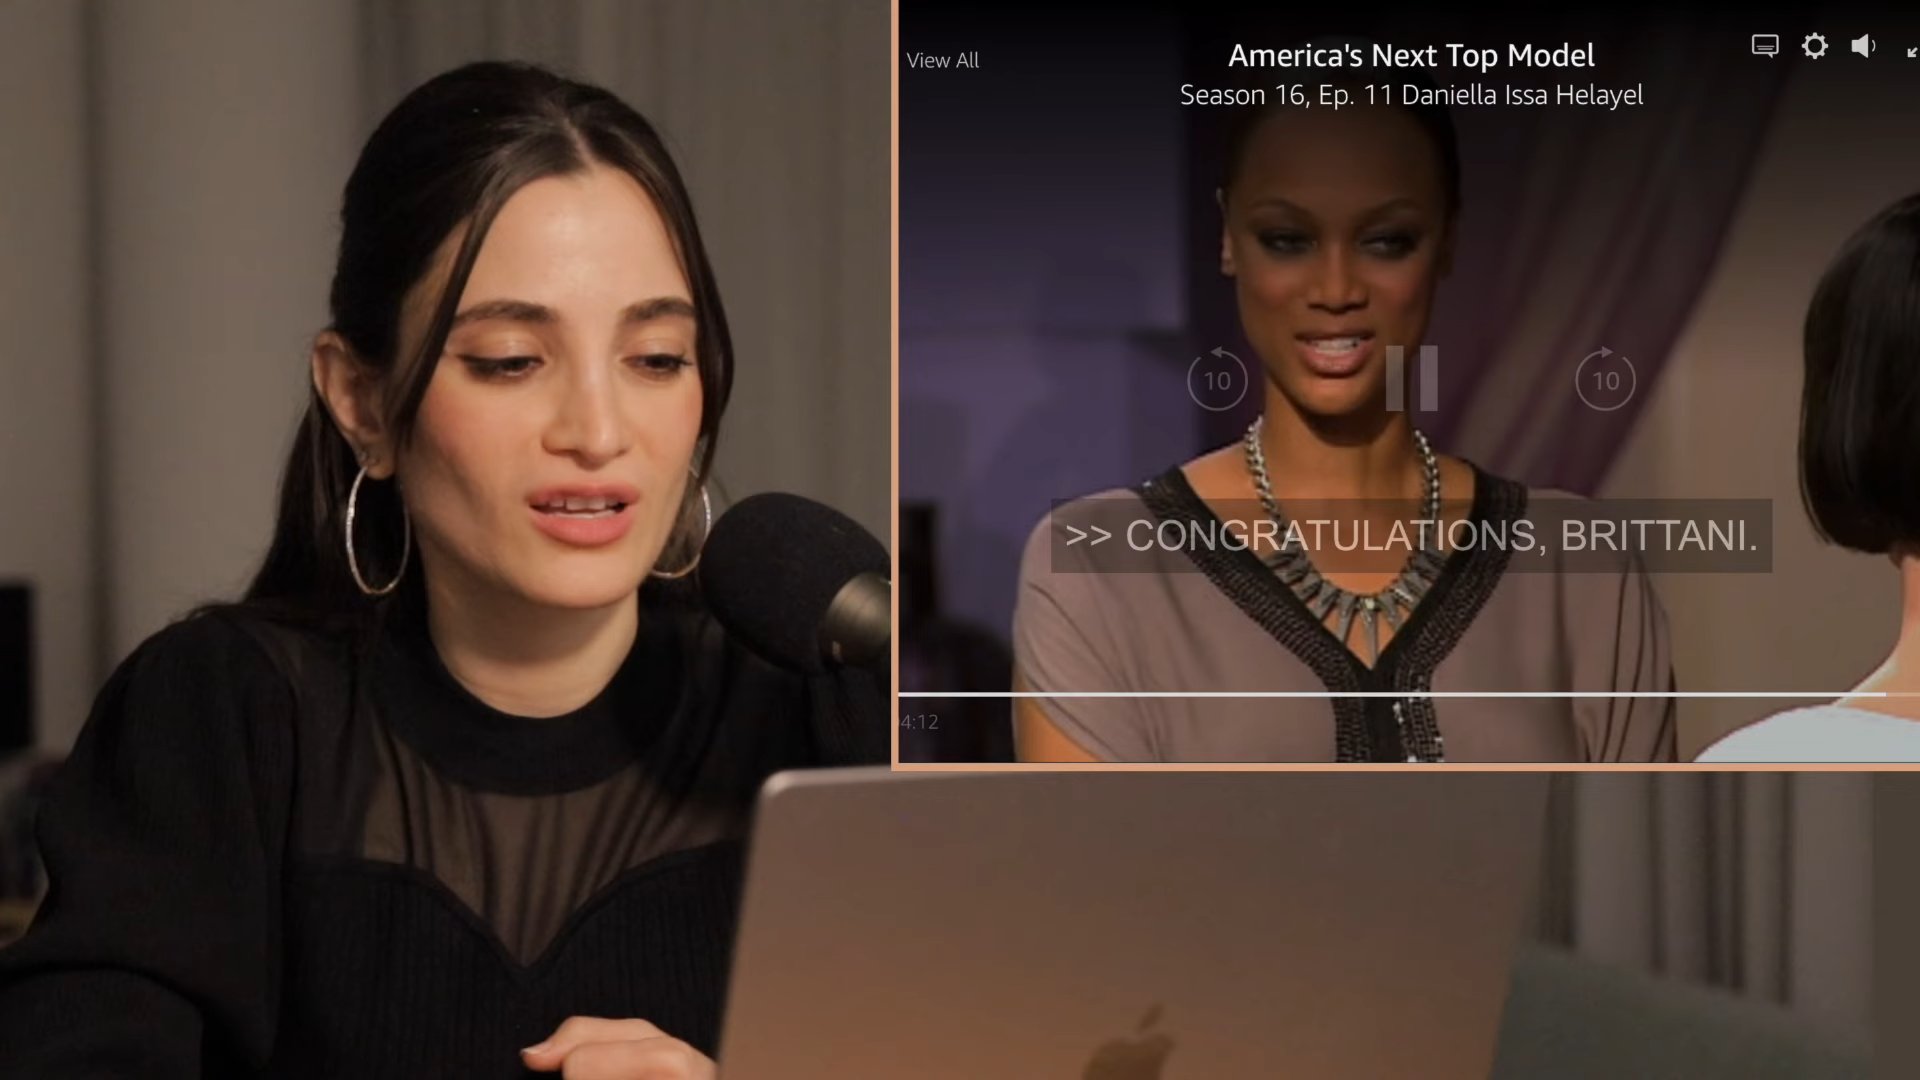 View All
America's Next Top Model
Season 16, Ep. 11 Daniella Issa Helayel
10
10
>> CONGRATULATIONS, BRITTANI.
4:12